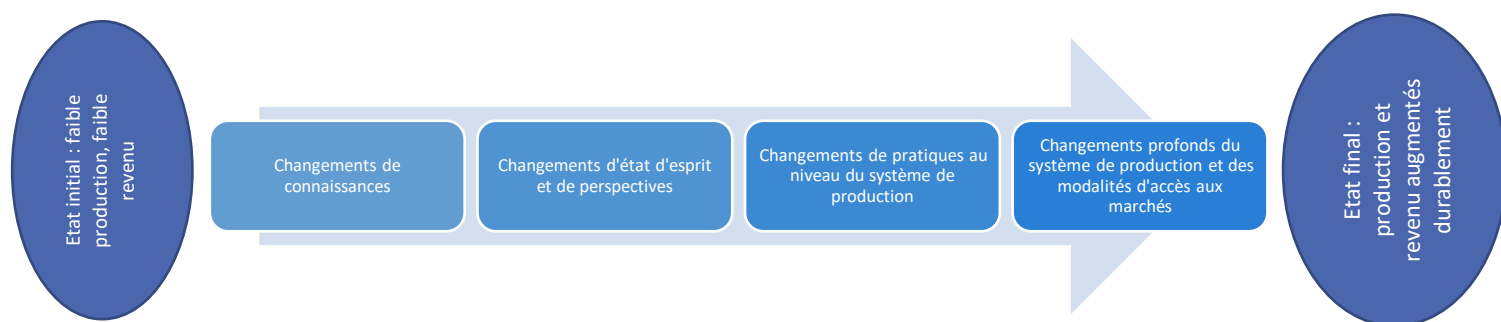 Etat initial : faible
production, faible
revenu
Changements de
connaissances
Changements d'état d'esprit
et de perspectives
Changements de pratiques au
niveau du système de
production
Changements profonds du
système de production et des
modalités d'accès aux
marchés
Etat final :
production et
revenu augmentés
durablement